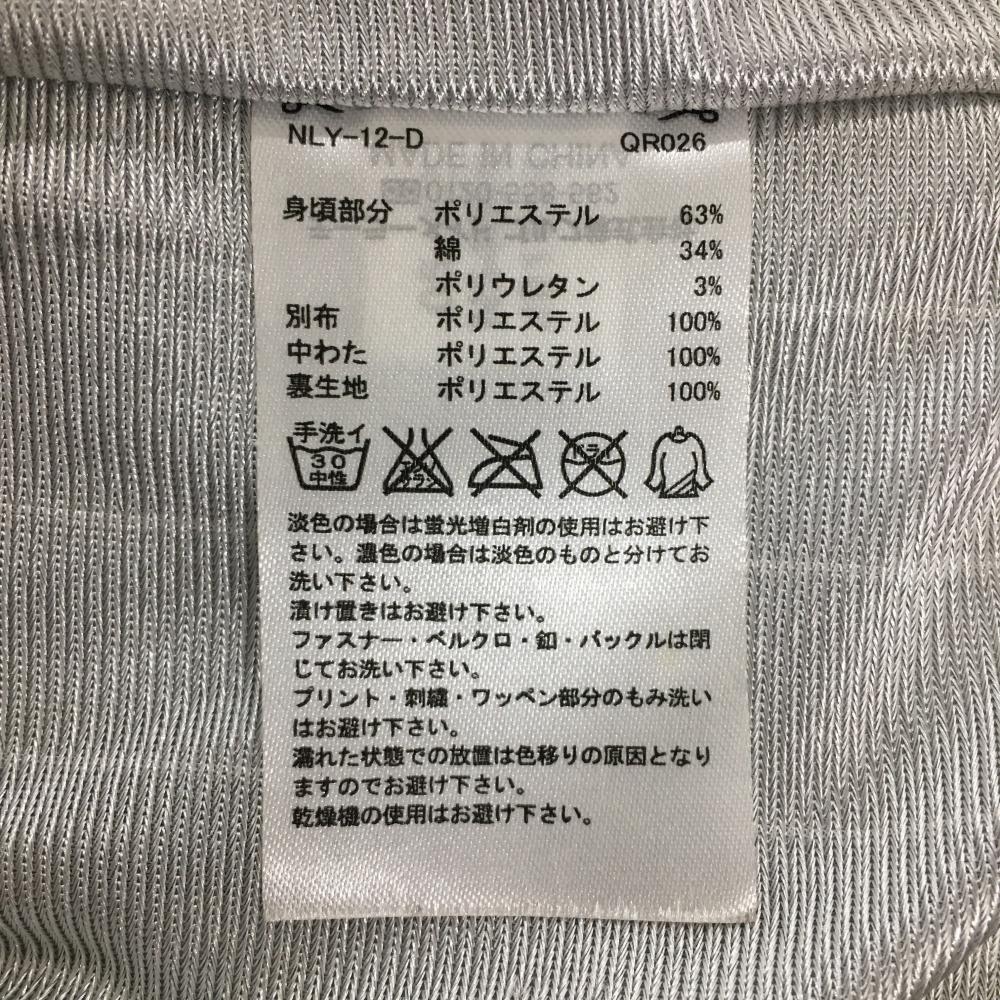 NLY-12-D QR026
身頃部分 ポリエステル 63%
綿 34%
ポリウレタン 3%
別布 ポリエステル 100%
中わた ポリエステル 100%
裏生地 ポリエステル 100%
手洗イ
30
中性
エンソ
サラシ
ドライ
淡色の場合は蛍光増白剤の使用はお避け下
さい。濃色の場合は淡色のものと分けてお
洗い下さい。
漬け置きはお避け下さい。
ファスナー・ベルクロ・釦・バックルは閉
じてお洗い下さい。
プリント・刺繍・ワッペン部分のもみ洗い
はお避け下さい。
濡れた状態での放置は色移りの原因となり
ますのでお避け下さい。
乾燥機の使用はお避け下さい。